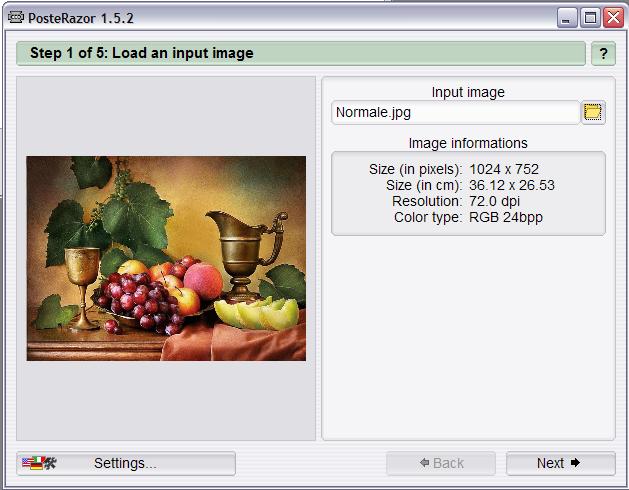 PosteRazor 1.5.2
Step 1 of 5: Load an input image
?
Input image
Normale.jpg
Image informations
Size (in pixels): 1024 x 752
Size (in cm): 36.12 x 26.53
Resolution: 72.0 dpi
Color type: RGB 24bpp
Settings...
Back
Next